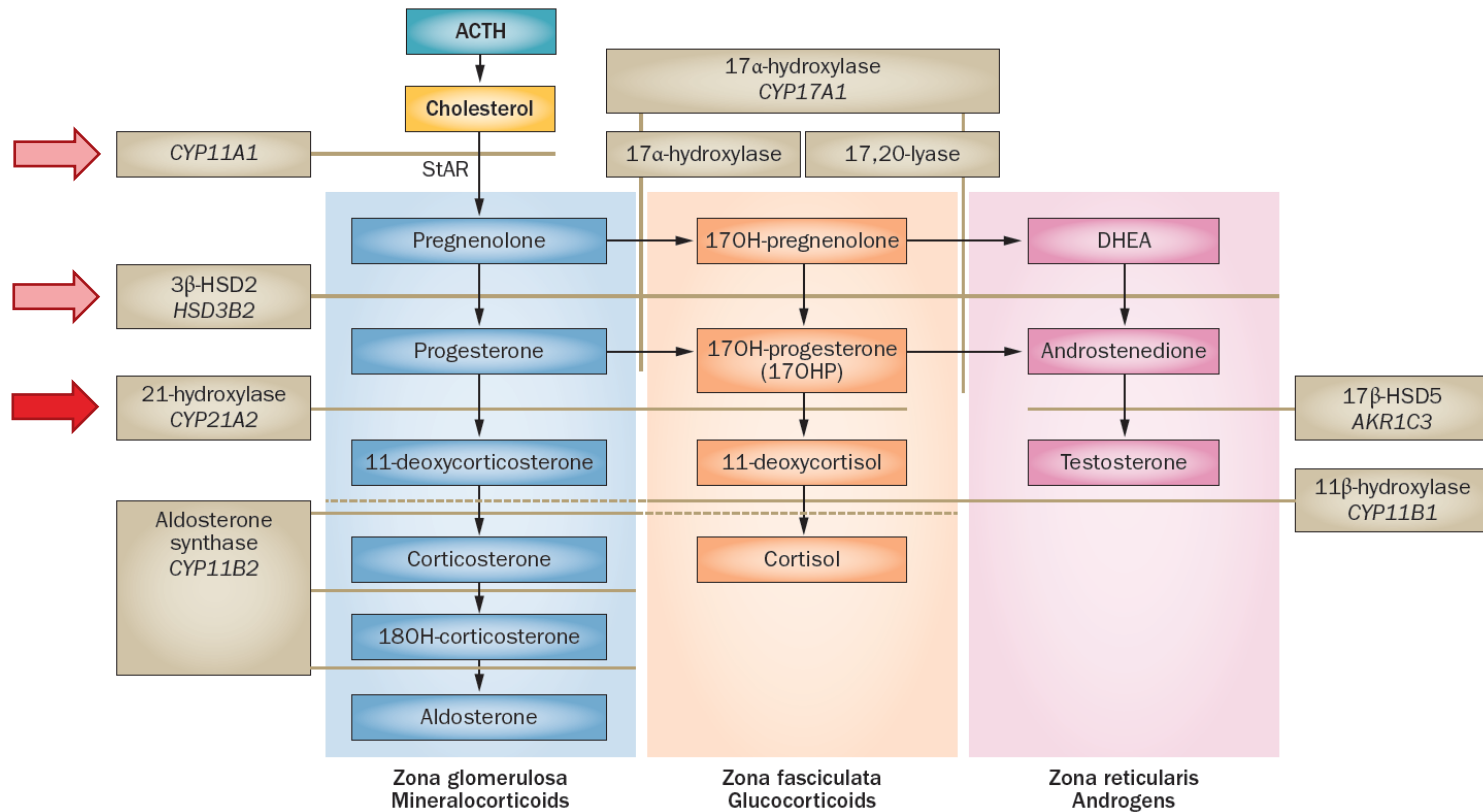 ACTH
17α-hydroxylase
CYP17A1
Cholesterol
CYP11A1
StAR
17α-hydroxylase
17,20-lyase
Pregnenolone
17OH-pregnenolone
DHEA
3β-HSD2
HSD3B2
Progesterone
17OH-progesterone
(17OHP)
Androstenedione
21-hydroxylase
CYP21A2
17β-HSD5
AKR1C3
11-deoxycorticosterone
11-deoxycortisol
Testosterone
11β-hydroxylase
CYP11B1
Aldosterone
synthase
CYP11B2
Corticosterone
Cortisol
18OH-corticosterone
Aldosterone
Zona glomerulosa
Mineralocorticoids
Zona fasciculata
Glucocorticoids
Zona reticularis
Androgens